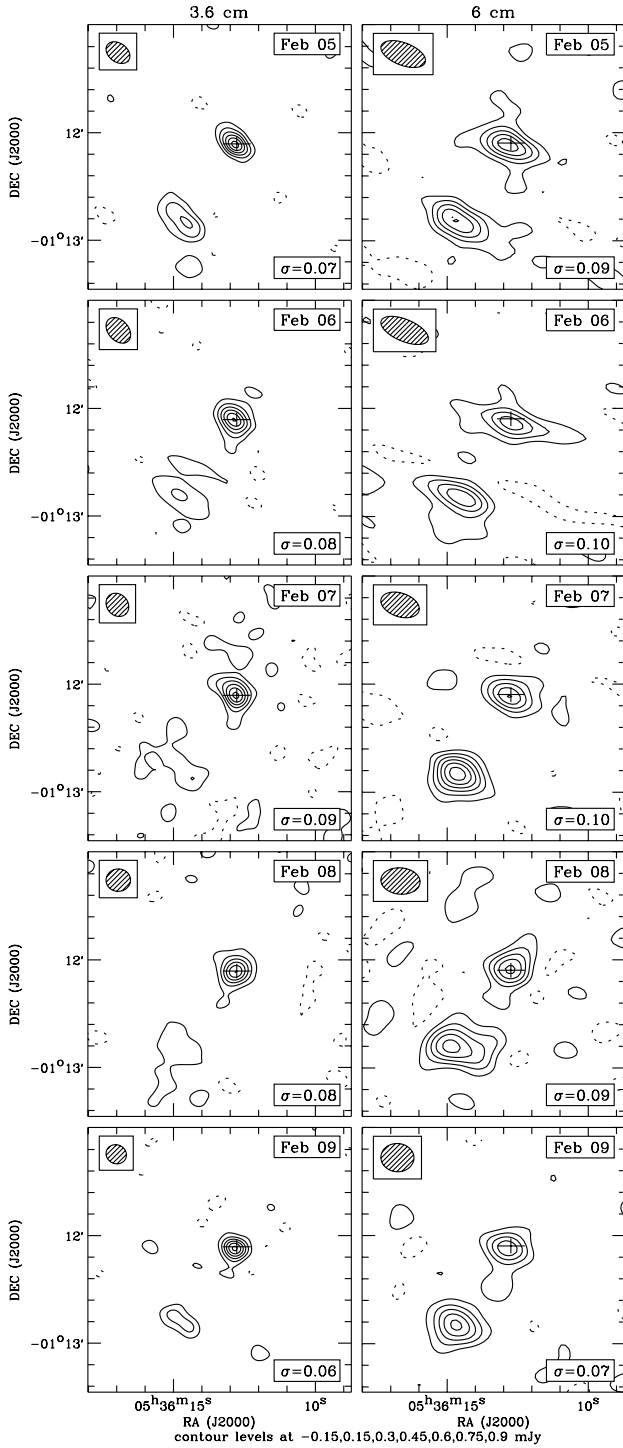 3.6 cm 6 cm
Feb 05 Feb 05
DEC (J2000)
12'
-01°13'
σ=0.07 σ=0.09
Feb 06 Feb 06
DEC (J2000)
12'
-01°13'
σ=0.08 σ=0.10
Feb 07 Feb 07
DEC (J2000)
12'
-01°13'
σ=0.09 σ=0.10
Feb 08 Feb 08
DEC (J2000)
12'
-01°13'
σ=0.08 σ=0.09
Feb 09 Feb 09
DEC (J2000)
12'
-01°13'
σ=0.06 σ=0.07
05ʰ36ᵐ15ˢ 10ˢ 05ʰ36ᵐ15ˢ 10ˢ
RA (J2000) RA (J2000)
contour levels at -0.15,0.15,0.3,0.45,0.6,0.75,0.9 mJy